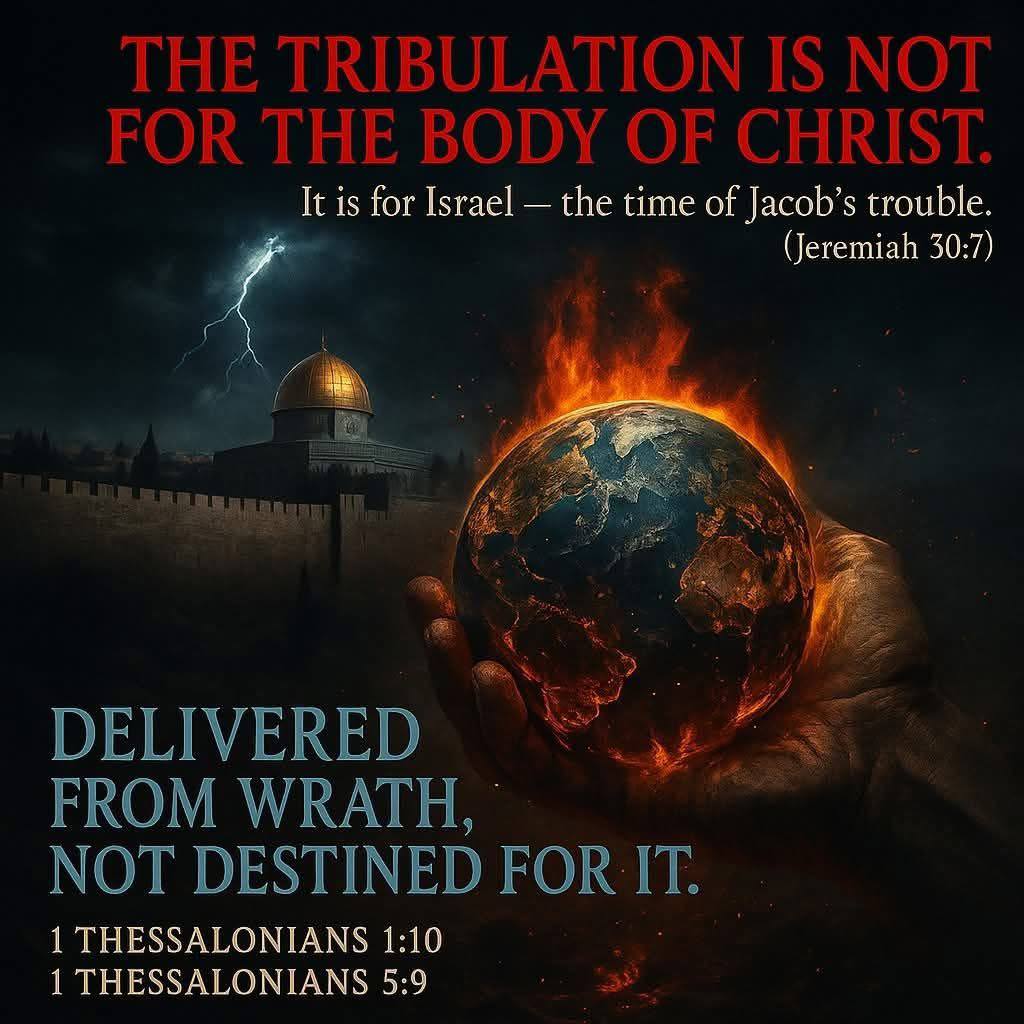 THE TRIBULATION IS NOT
FOR THE BODY OF CHRIST.
It is for Israel – the time of Jacob's trouble.
(Jeremiah 30:7)
DELIVERED
FROM WRATH,
NOT DESTINED FOR IT.
1 THESSALONIANS 1:10
1 THESSALONIANS 5:9